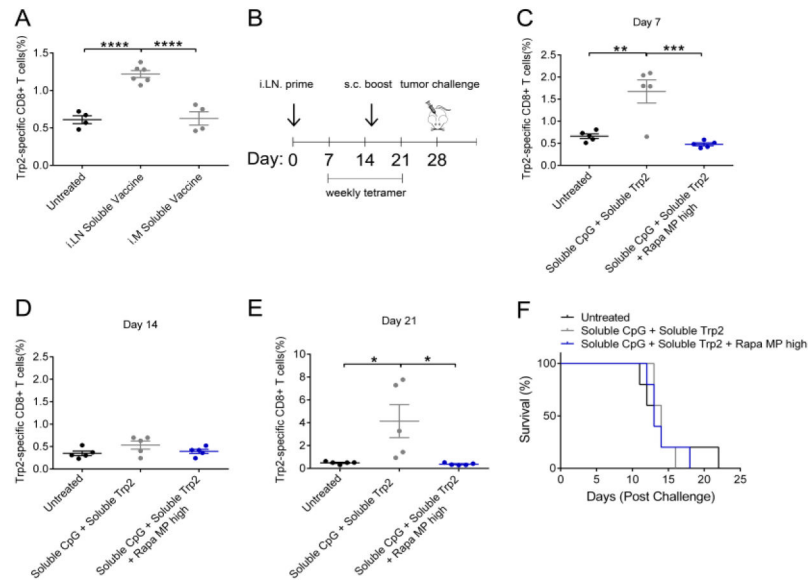 A
Trp2-specific CD8+ T cells(%)
1.5
1.0
0.5
0.0
****
****
Untreated
i.LN Soluble Vaccine
i.M Soluble Vaccine
B
i.LN. prime
s.c. boost
tumor challenge
Day: 0 7 14 21 28
weekly tetramer
C
Day 7
Trp2-specific CD8+ T cells(%)
2.5
2.0
1.5
1.0
0.5
0.0
**
***
Untreated
Soluble CpG + Soluble Trp2
Soluble CpG + Soluble Trp2
+ Rapa MP high
D
Day 14
Trp2-specific CD8+ T cells(%)
2.5
2.0
1.5
1.0
0.5
0.0
Untreated
Soluble CpG + Soluble Trp2
Soluble CpG + Soluble Trp2
+ Rapa MP high
E
Day 21
Trp2-specific CD8+ T cells(%)
10
8
6
4
2
0
*
*
Untreated
Soluble CpG + Soluble Trp2
Soluble CpG + Soluble Trp2
+ Rapa MP high
F
Untreated
Soluble CpG + Soluble Trp2
Soluble CpG + Soluble Trp2 + Rapa MP high
Survival (%)
100
50
0
0 5 10 15 20 25
Days (Post Challenge)